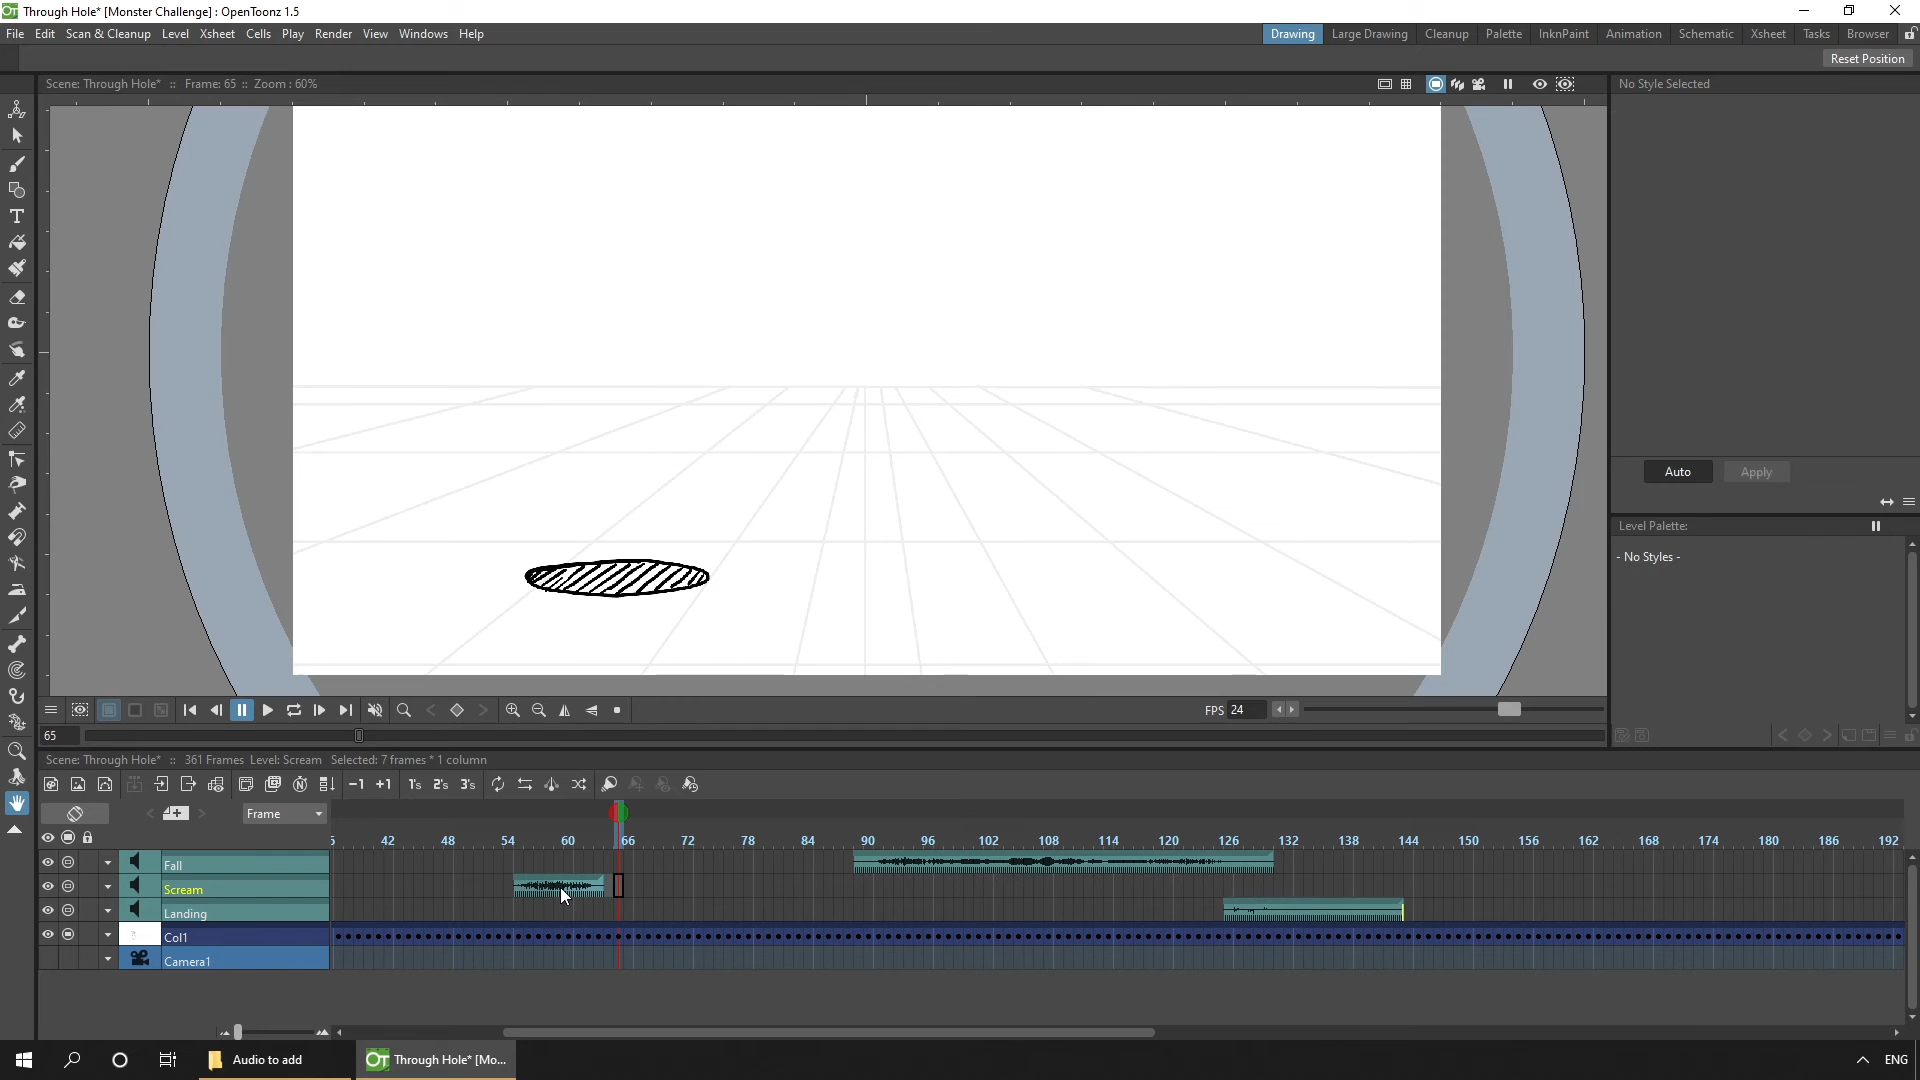 Through Hole* [Monster Challenge] : OpenToonz 1.5
File Edit Scan & Cleanup Level Xsheet Cells Play Render View Windows Help
Drawing Large Drawing Cleanup Palette InknPaint Animation Schematic Xsheet Tasks Browser
Reset Position
Scene: Through Hole* :: Frame: 65 :: Zoom : 60%
No Style Selected
Auto Apply
Level Palette:
- No Styles -
FPS 24
65
Scene: Through Hole* :: 361 Frames Level: Scream Selected: 7 frames * 1 column
-1 +1 1's 2's 3's
Frame
42 48 54 60 66 72 78 84 90 96 102 108 114 120 126 132 138 144 150 156 162 168 174 180 186 192
Fall
Scream
Landing
Col1
Camera1
Audio to add
Through Hole* [Mo...
ENG